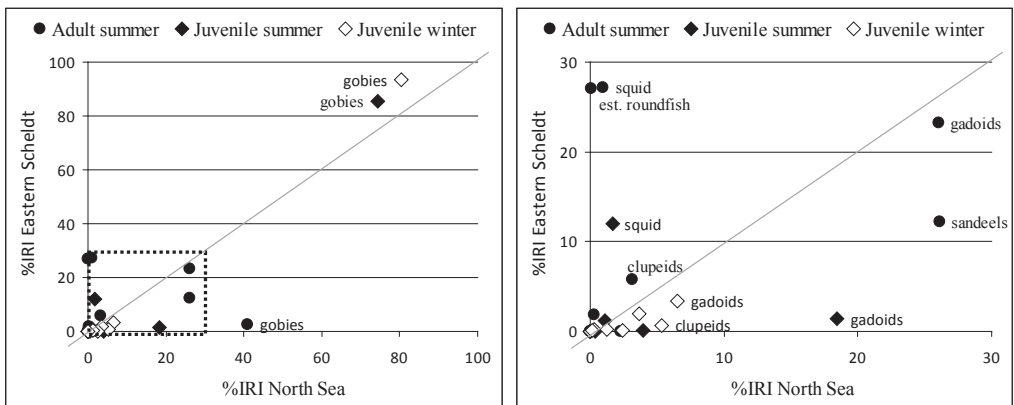 ● Adult summer ◆ Juvenile summer ◇ Juvenile winter
100
80
60
40
20
0
%IRI Eastern Scheldt
gobies
gobies
gobies
0 20 40 60 80 100
%IRI North Sea
● Adult summer ◆ Juvenile summer ◇ Juvenile winter
30
20
10
0
%IRI Eastern Scheldt
squid
est. roundfish
gadoids
sandeels
squid
clupeids
gadoids
clupeids
gadoids
0 10 20 30
%IRI North Sea